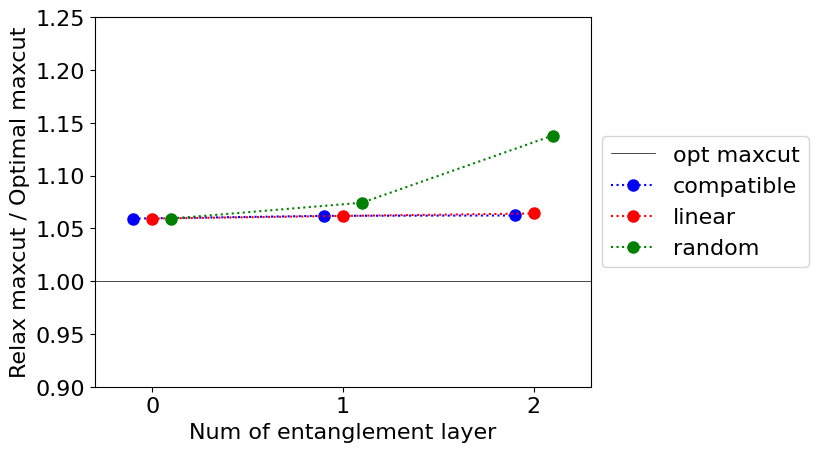 Relax maxcut / Optimal maxcut
1.25
1.20
1.15
1.10
1.05
1.00
0.95
0.90
0
1
2
Num of entanglement layer
opt maxcut
compatible
linear
random